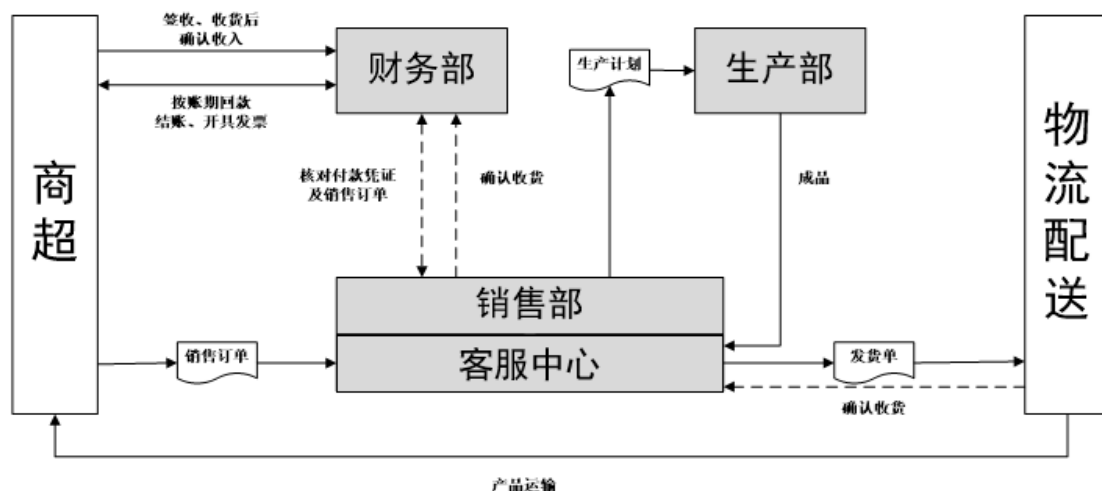 签收、收货后
确认收入
财务部
生产计划
生产部
按账期回款
结账、开具发票
商超
物流配送
核对付款凭证
及销售订单
确认收货
成品
销售部
销售订单
客服中心
发货单
确认收货
产品运输